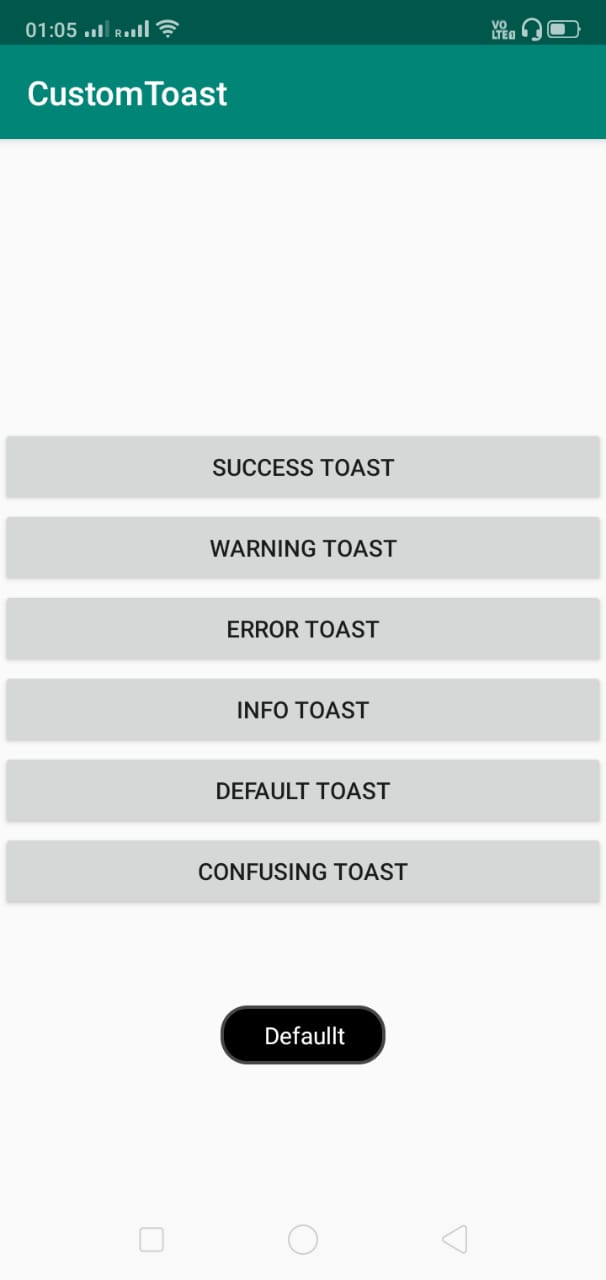 01:05 R VO LTE
CustomToast
SUCCESS TOAST
WARNING TOAST
ERROR TOAST
INFO TOAST
DEFAULT TOAST
CONFUSING TOAST
Defaullt